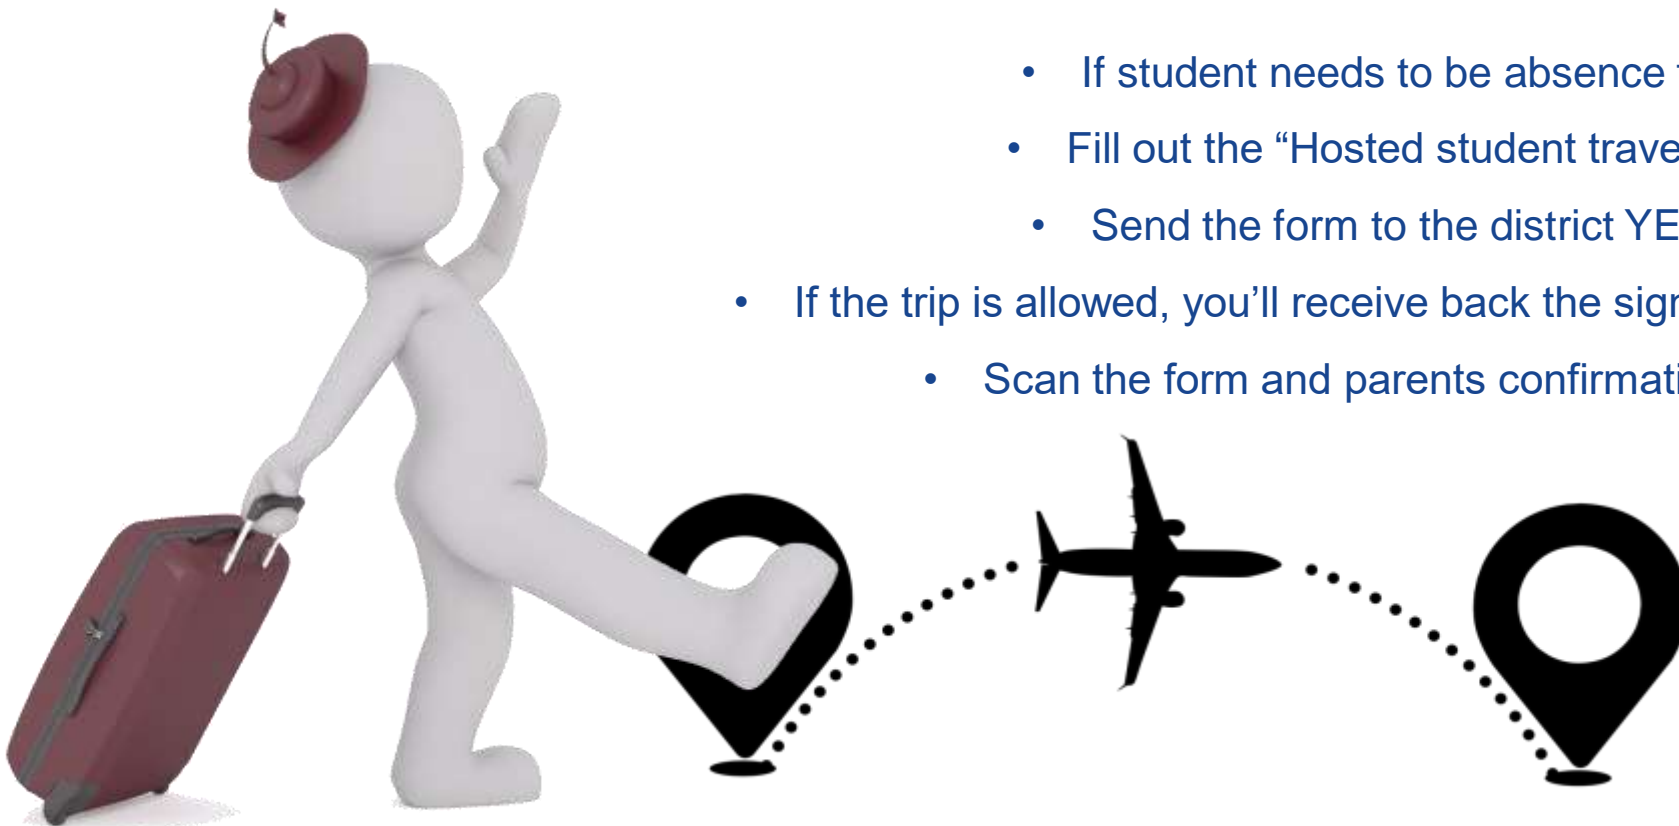 • If student needs to be absence
• Fill out the “Hosted student trave
• Send the form to the district YE
• If the trip is allowed, you’ll receive back the sign
• Scan the form and parents confirmati